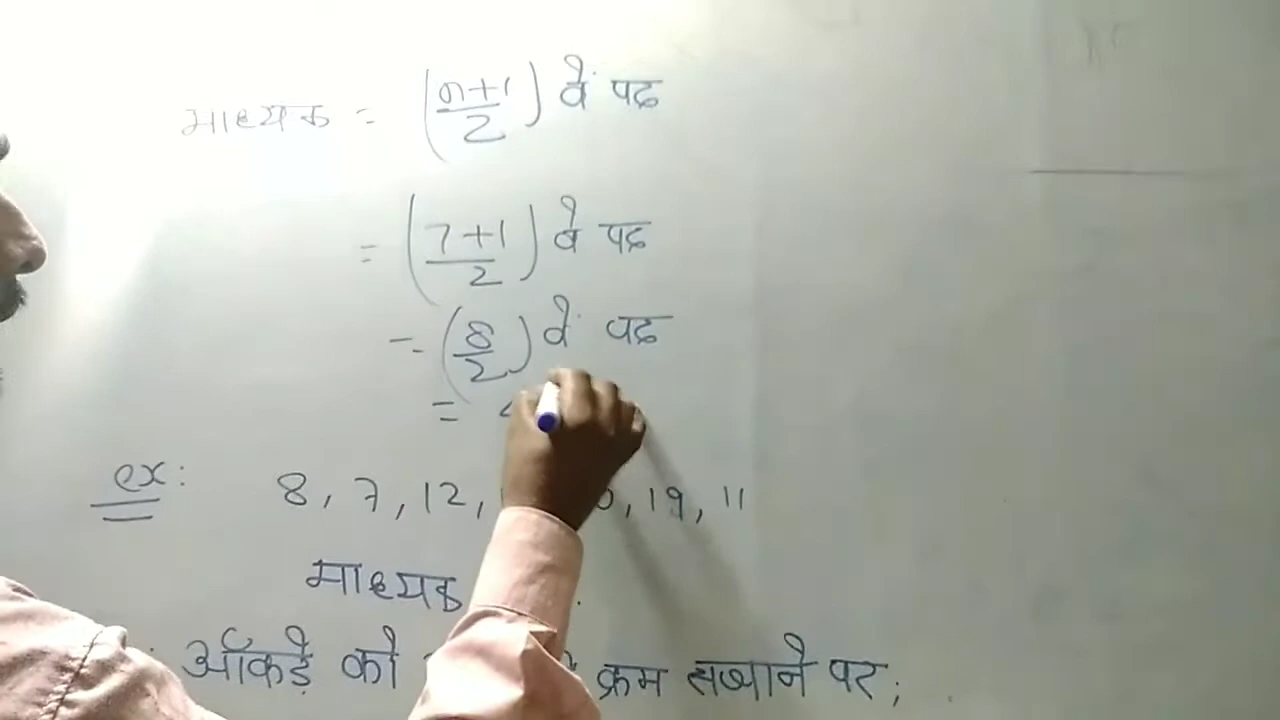 माध्यक = (n+1/2) वें पद
= (7+1/2) वे पद
= (8/2) वें पद
=
ex: 8, 7, 12, , 19, 11
माध्यक
आँकड़े को क्रम सजाने पर;